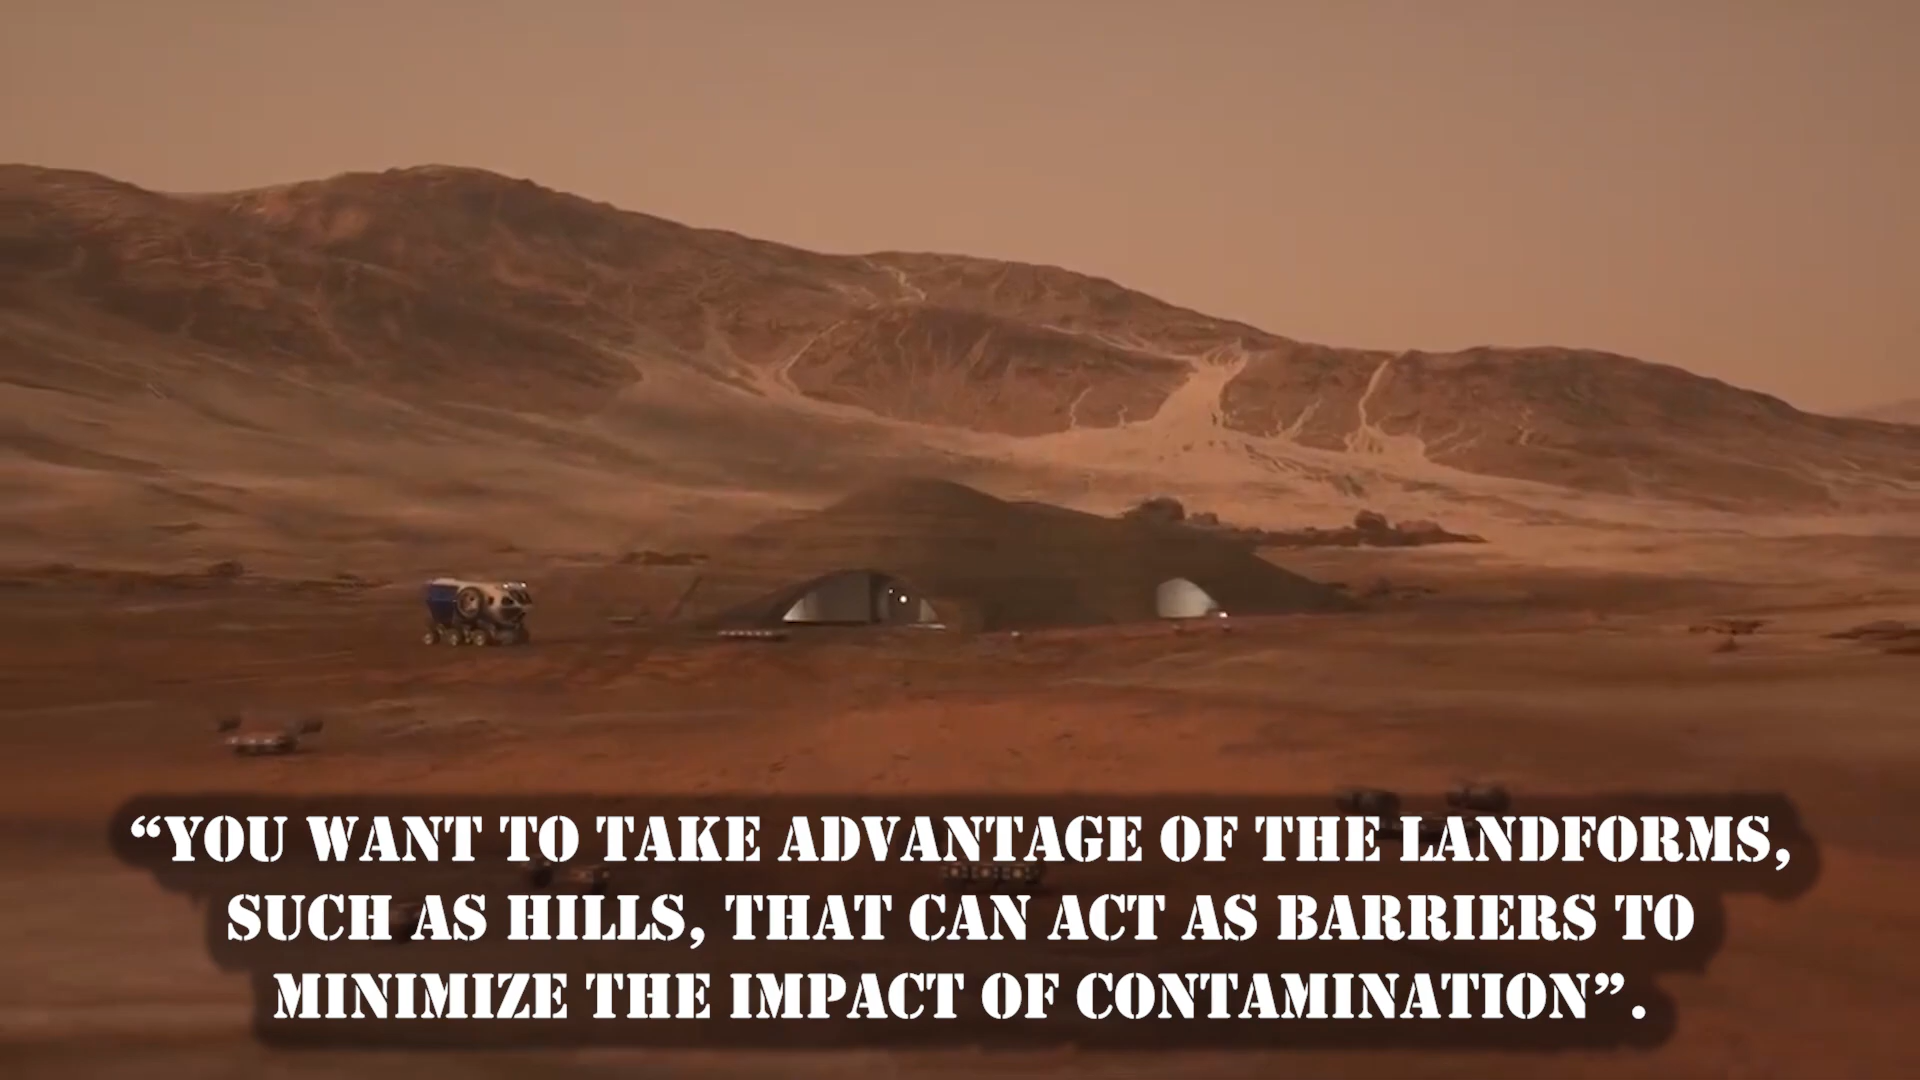 “YOU WANT TO TAKE ADVANTAGE OF THE LANDFORMS,
SUCH AS HILLS, THAT CAN ACT AS BARRIERS TO
MINIMIZE THE IMPACT OF CONTAMINATION”.